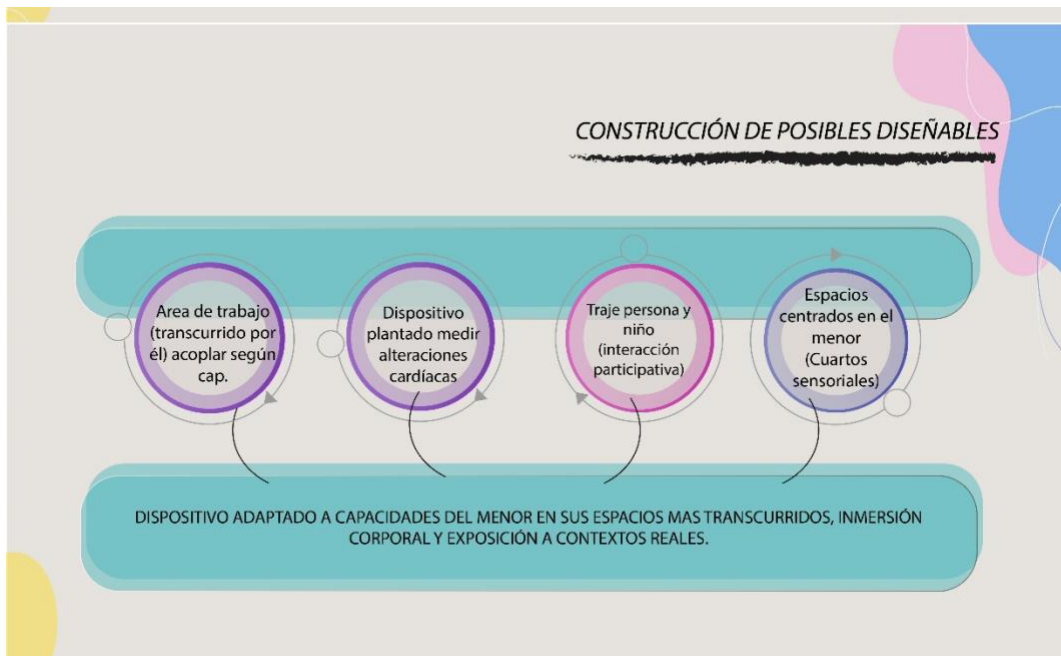 CONSTRUCCIÓN DE POSIBLES DISEÑABLES
Area de trabajo
(transcurrido por
él) acoplar según
cap.
Dispositivo
plantado medir
alteraciones
cardíacas
Traje persona y
niño
(interacción
participativa)
Espacios
centrados en el
menor
(Cuartos
sensoriales)
DISPOSITIVO ADAPTADO A CAPACIDADES DEL MENOR EN SUS ESPACIOS MAS TRANSCURRIDOS, INMERSIÓN
CORPORAL Y EXPOSICIÓN A CONTEXTOS REALES.